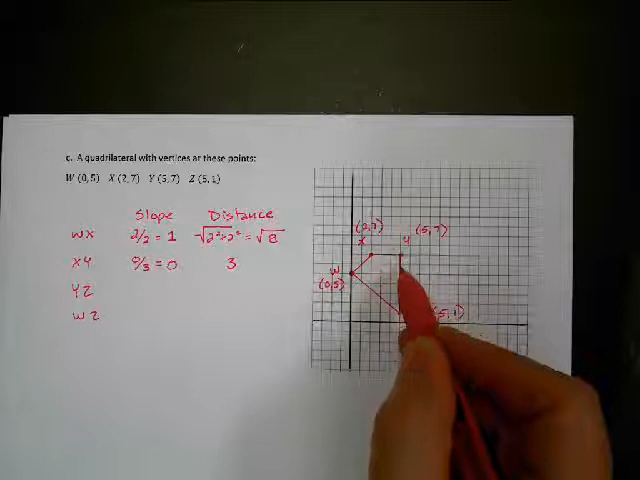 c. A quadrilateral with vertices at these points:
W (0,5) X (2,7) Y (5,7) Z (5,1)
Slope Distance
WX 2/2 = 1 √2²+2² = √8
XY 0/3 = 0 3
YZ
WZ
(2,7)
X
Y
(5,7)
W
(0,5)
(5,1)